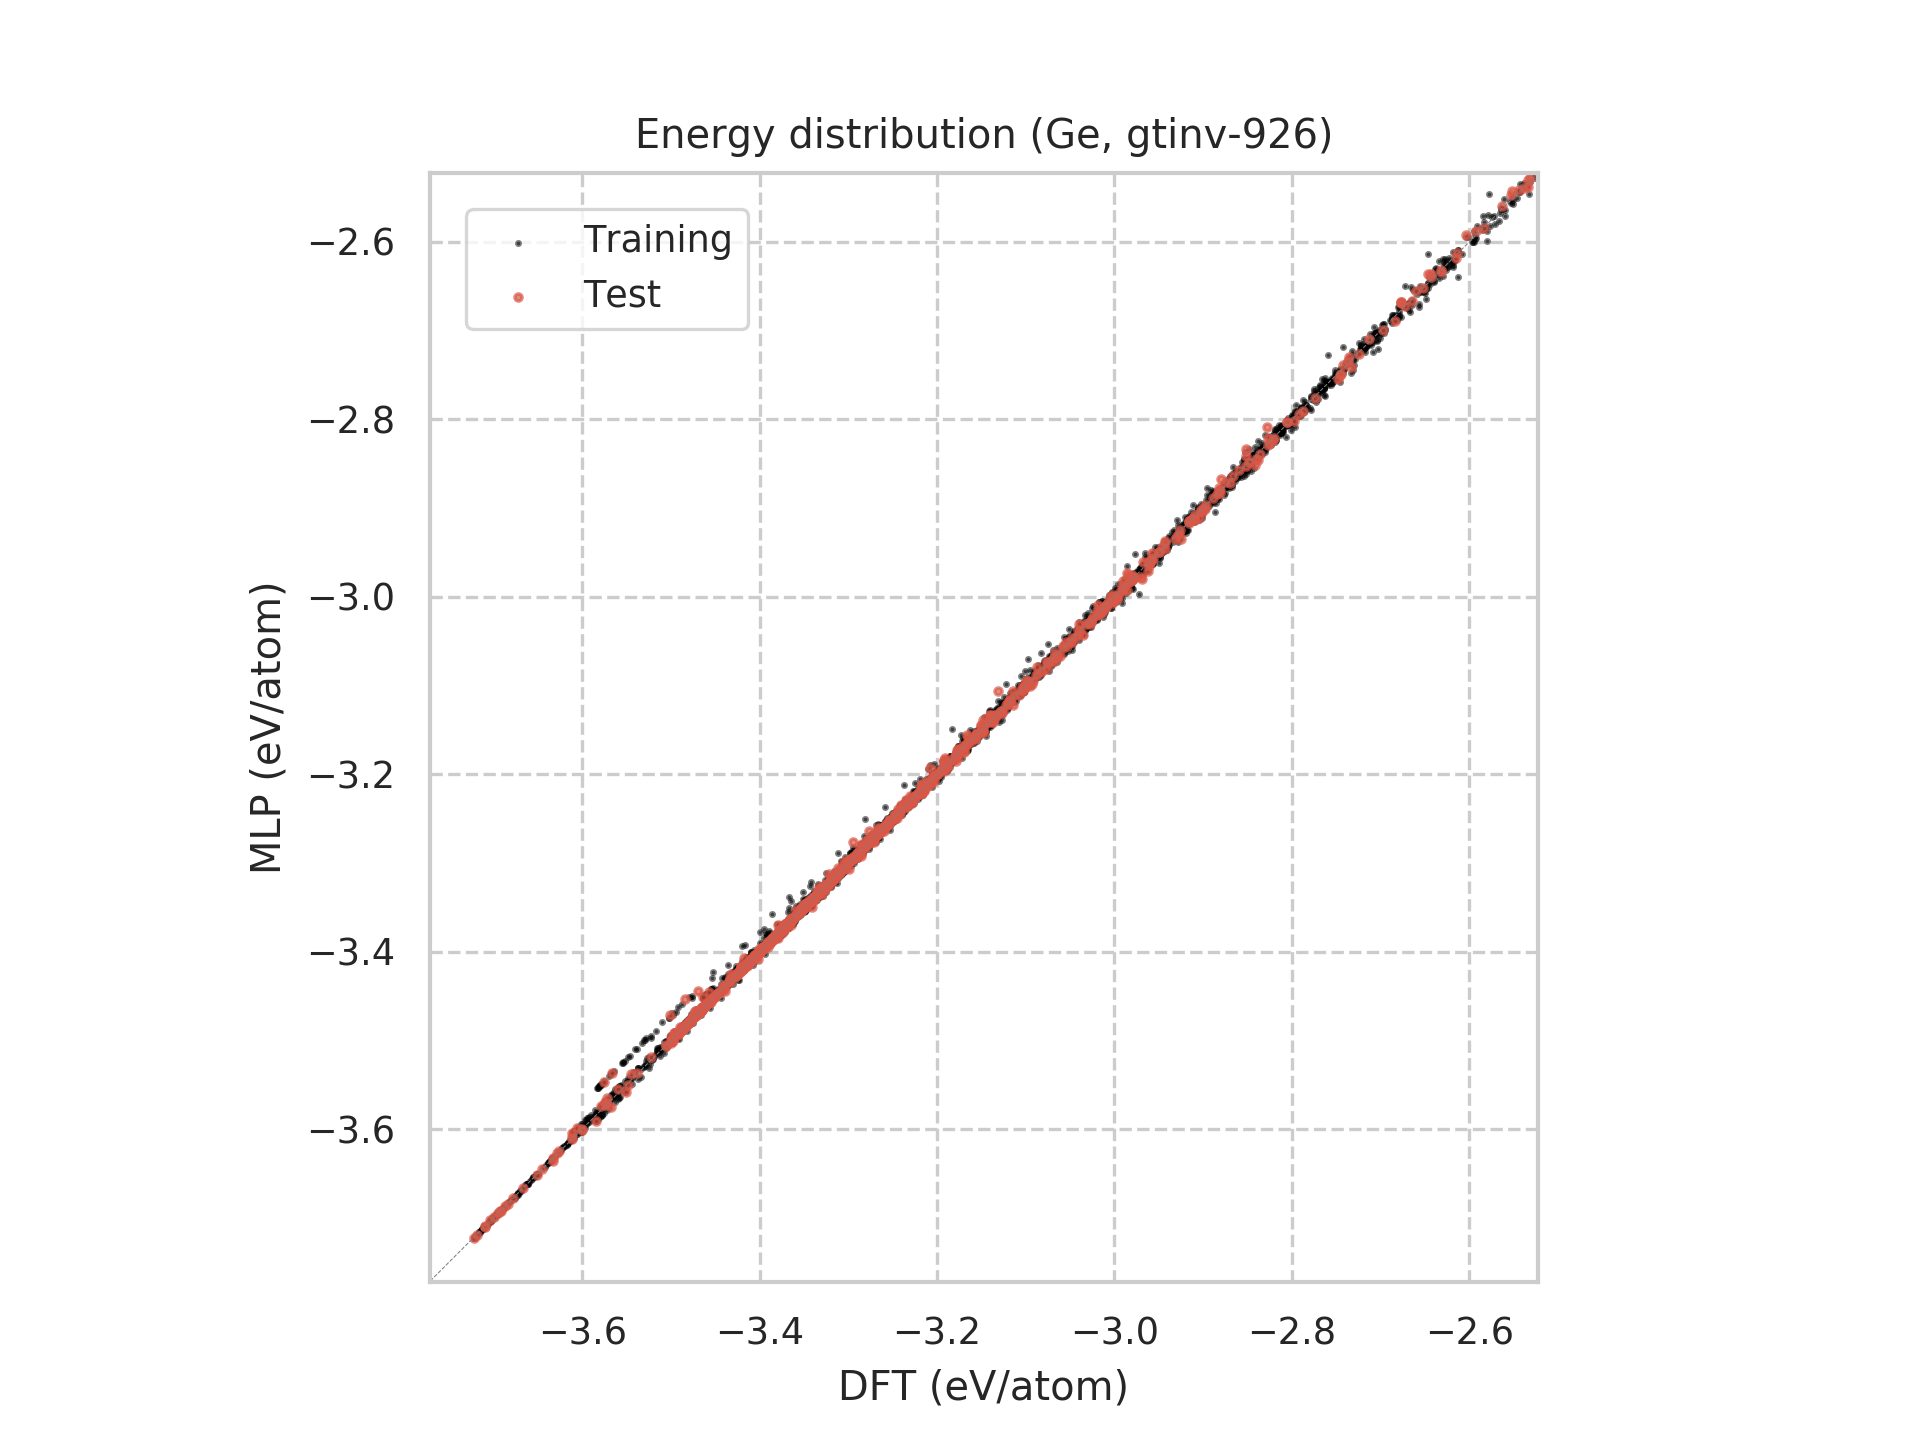 Energy distribution (Ge, gtinv-926)
Training
Test
MLP (eV/atom)
−2.6
−2.8
−3.0
−3.2
−3.4
−3.6
−3.6 −3.4 −3.2 −3.0 −2.8 −2.6
DFT (eV/atom)